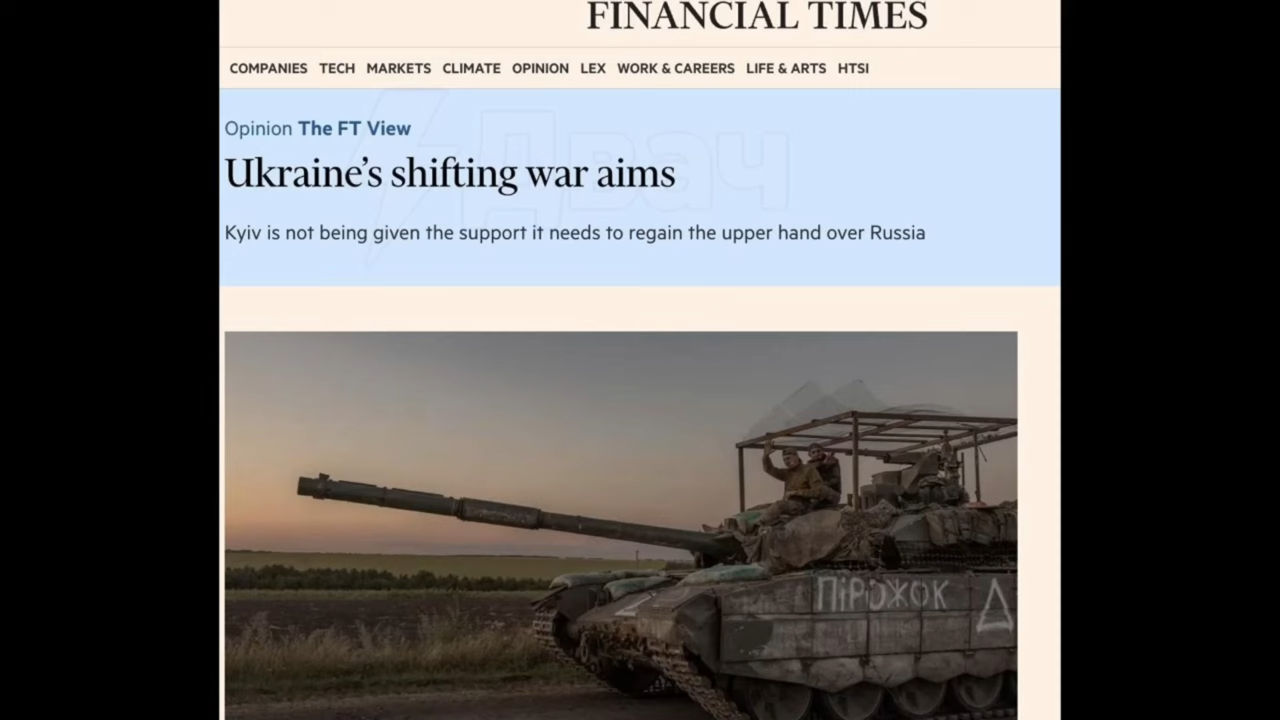 FINANCIAL TIMES
COMPANIES TECH MARKETS CLIMATE OPINION LEX WORK & CAREERS LIFE & ARTS HTSI
Opinion The FT View
Двач
Ukraine’s shifting war aims
Kyiv is not being given the support it needs to regain the upper hand over Russia
ПіРОЖОК